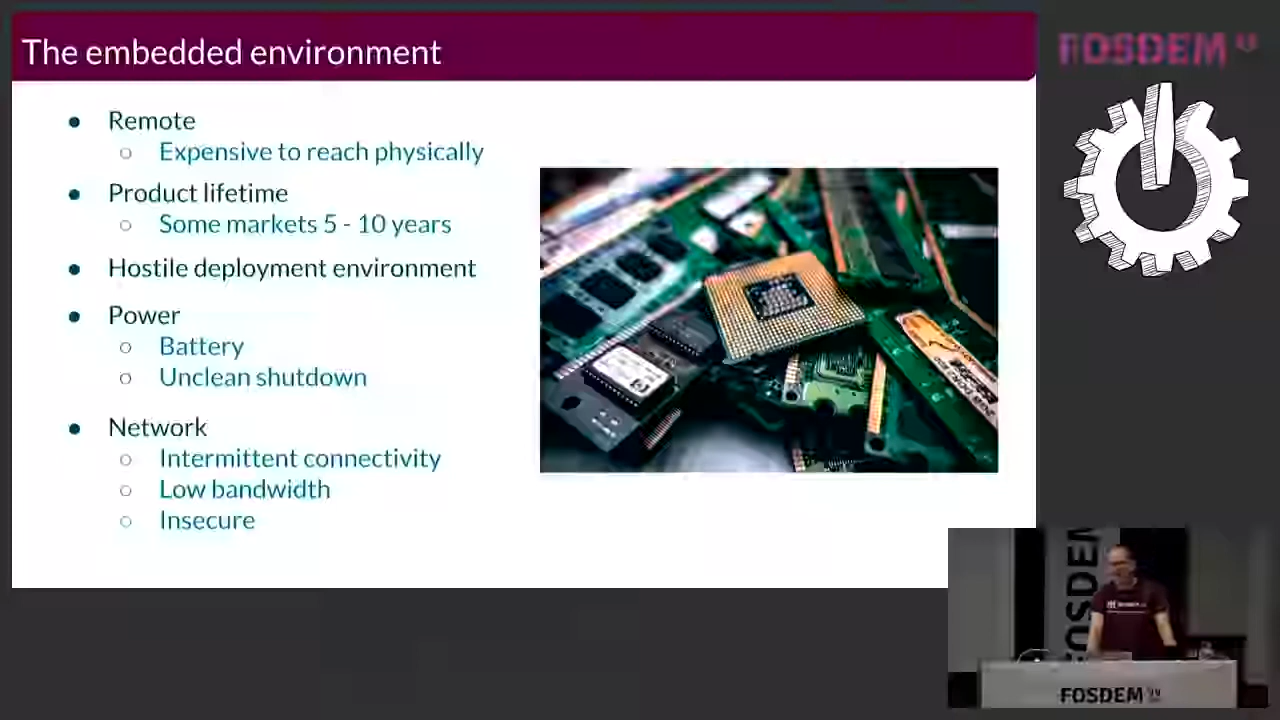 The embedded environment
Remote
Expensive to reach physically
Product lifetime
Some markets 5 - 10 years
Hostile deployment environment
Power
Battery
Unclean shutdown
Network
Intermittent connectivity
Low bandwidth
Insecure
FOSDEM
FOSDEM
FOSDEM